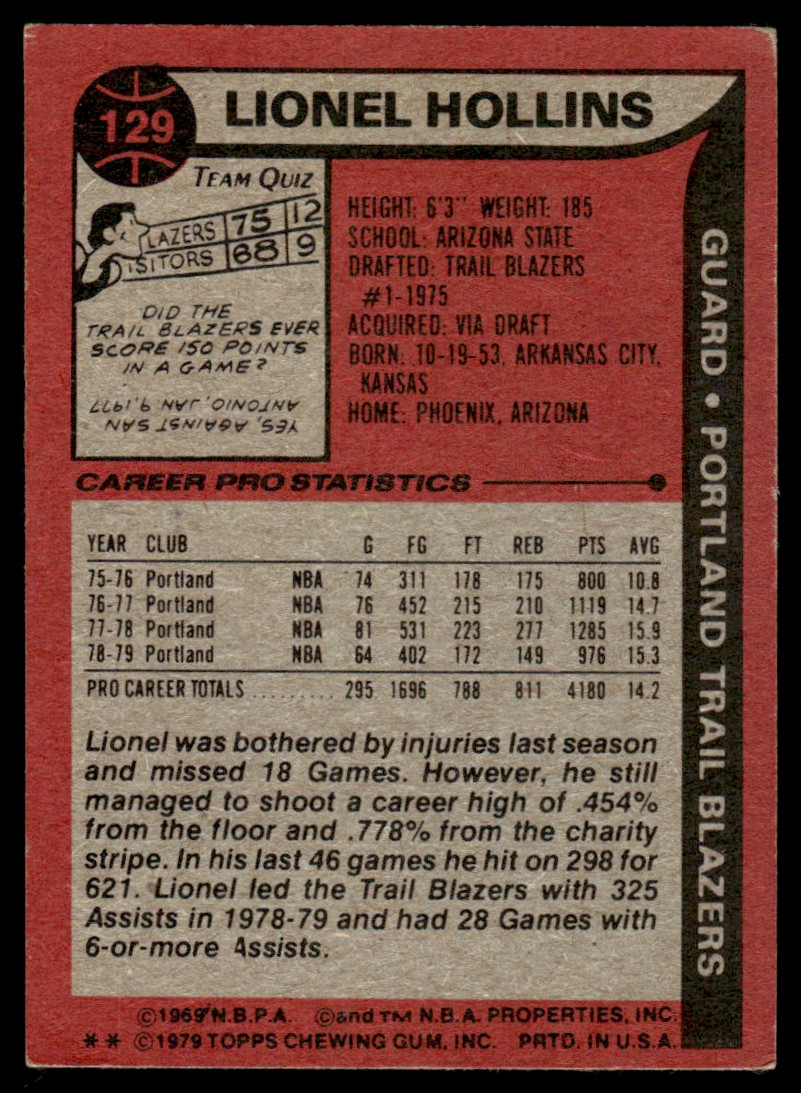 129
LIONEL HOLLINS
TEAM QUIZ
LAZERS 75 12
ISITORS 68 9
DID THE
TRAIL BLAZERS EVER
SCORE 150 POINTS
IN A GAME?
YES, AGAINST SAN
ANTONIO, JAN 9, 1977
HEIGHT: 6'3" WEIGHT: 185
SCHOOL: ARIZONA STATE
DRAFTED: TRAIL BLAZERS
#1-1975
ACQUIRED: VIA DRAFT
BORN: 10-19-53, ARKANSAS CITY,
KANSAS
HOME: PHOENIX, ARIZONA
GUARD • PORTLAND TRAIL BLAZERS
CAREER PRO STATISTICS
YEAR CLUB G FG FT REB PTS AVG
75-76 Portland NBA 74 311 178 175 800 10.8
76-77 Portland NBA 76 452 215 210 1119 14.7
77-78 Portland NBA 81 531 223 277 1285 15.9
78-79 Portland NBA 64 402 172 149 976 15.3
PRO CAREER TOTALS ......... 295 1696 788 811 4180 14.2
Lionel was bothered by injuries last season
and missed 18 Games. However, he still
managed to shoot a career high of .454%
from the floor and .778% from the charity
stripe. In his last 46 games he hit on 298 for
621. Lionel led the Trail Blazers with 325
Assists in 1978-79 and had 28 Games with
6-or-more Assists.
©1969 N.B.P.A. ©and TM N.B.A. PROPERTIES, INC.
** ©1979 TOPPS CHEWING GUM, INC. PRTD. IN U.S.A.